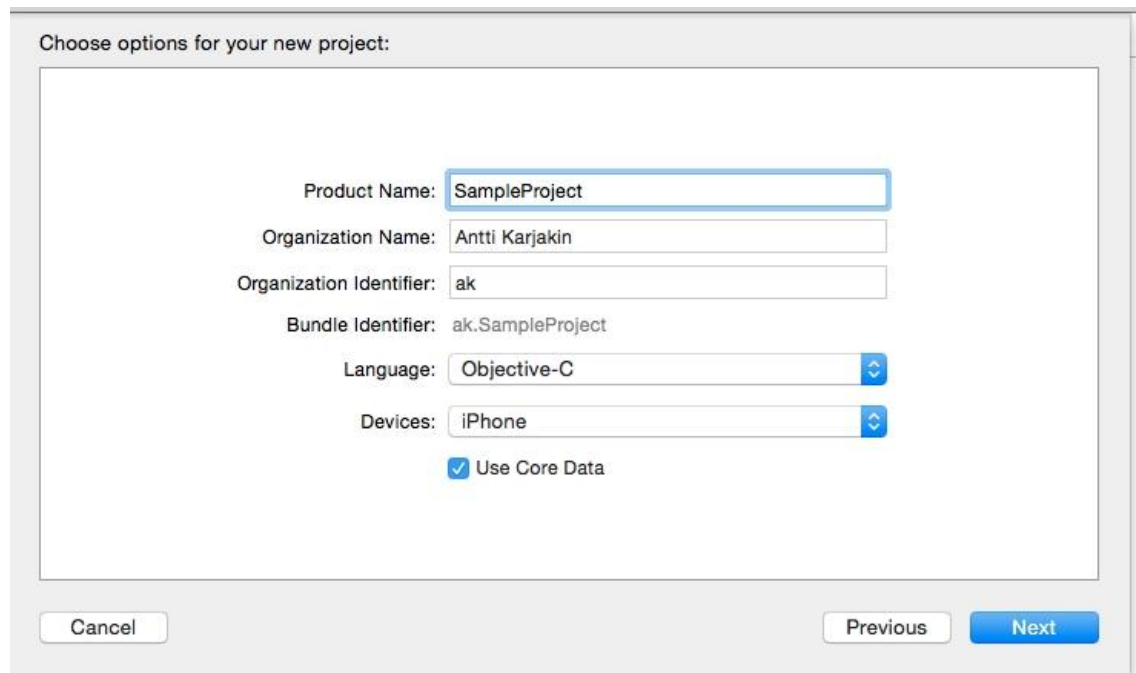 Choose options for your new project:
Product Name: SampleProject
Organization Name: Antti Karjakin
Organization Identifier: ak
Bundle Identifier: ak.SampleProject
Language: Objective-C
Devices: iPhone
Use Core Data
Cancel Previous Next